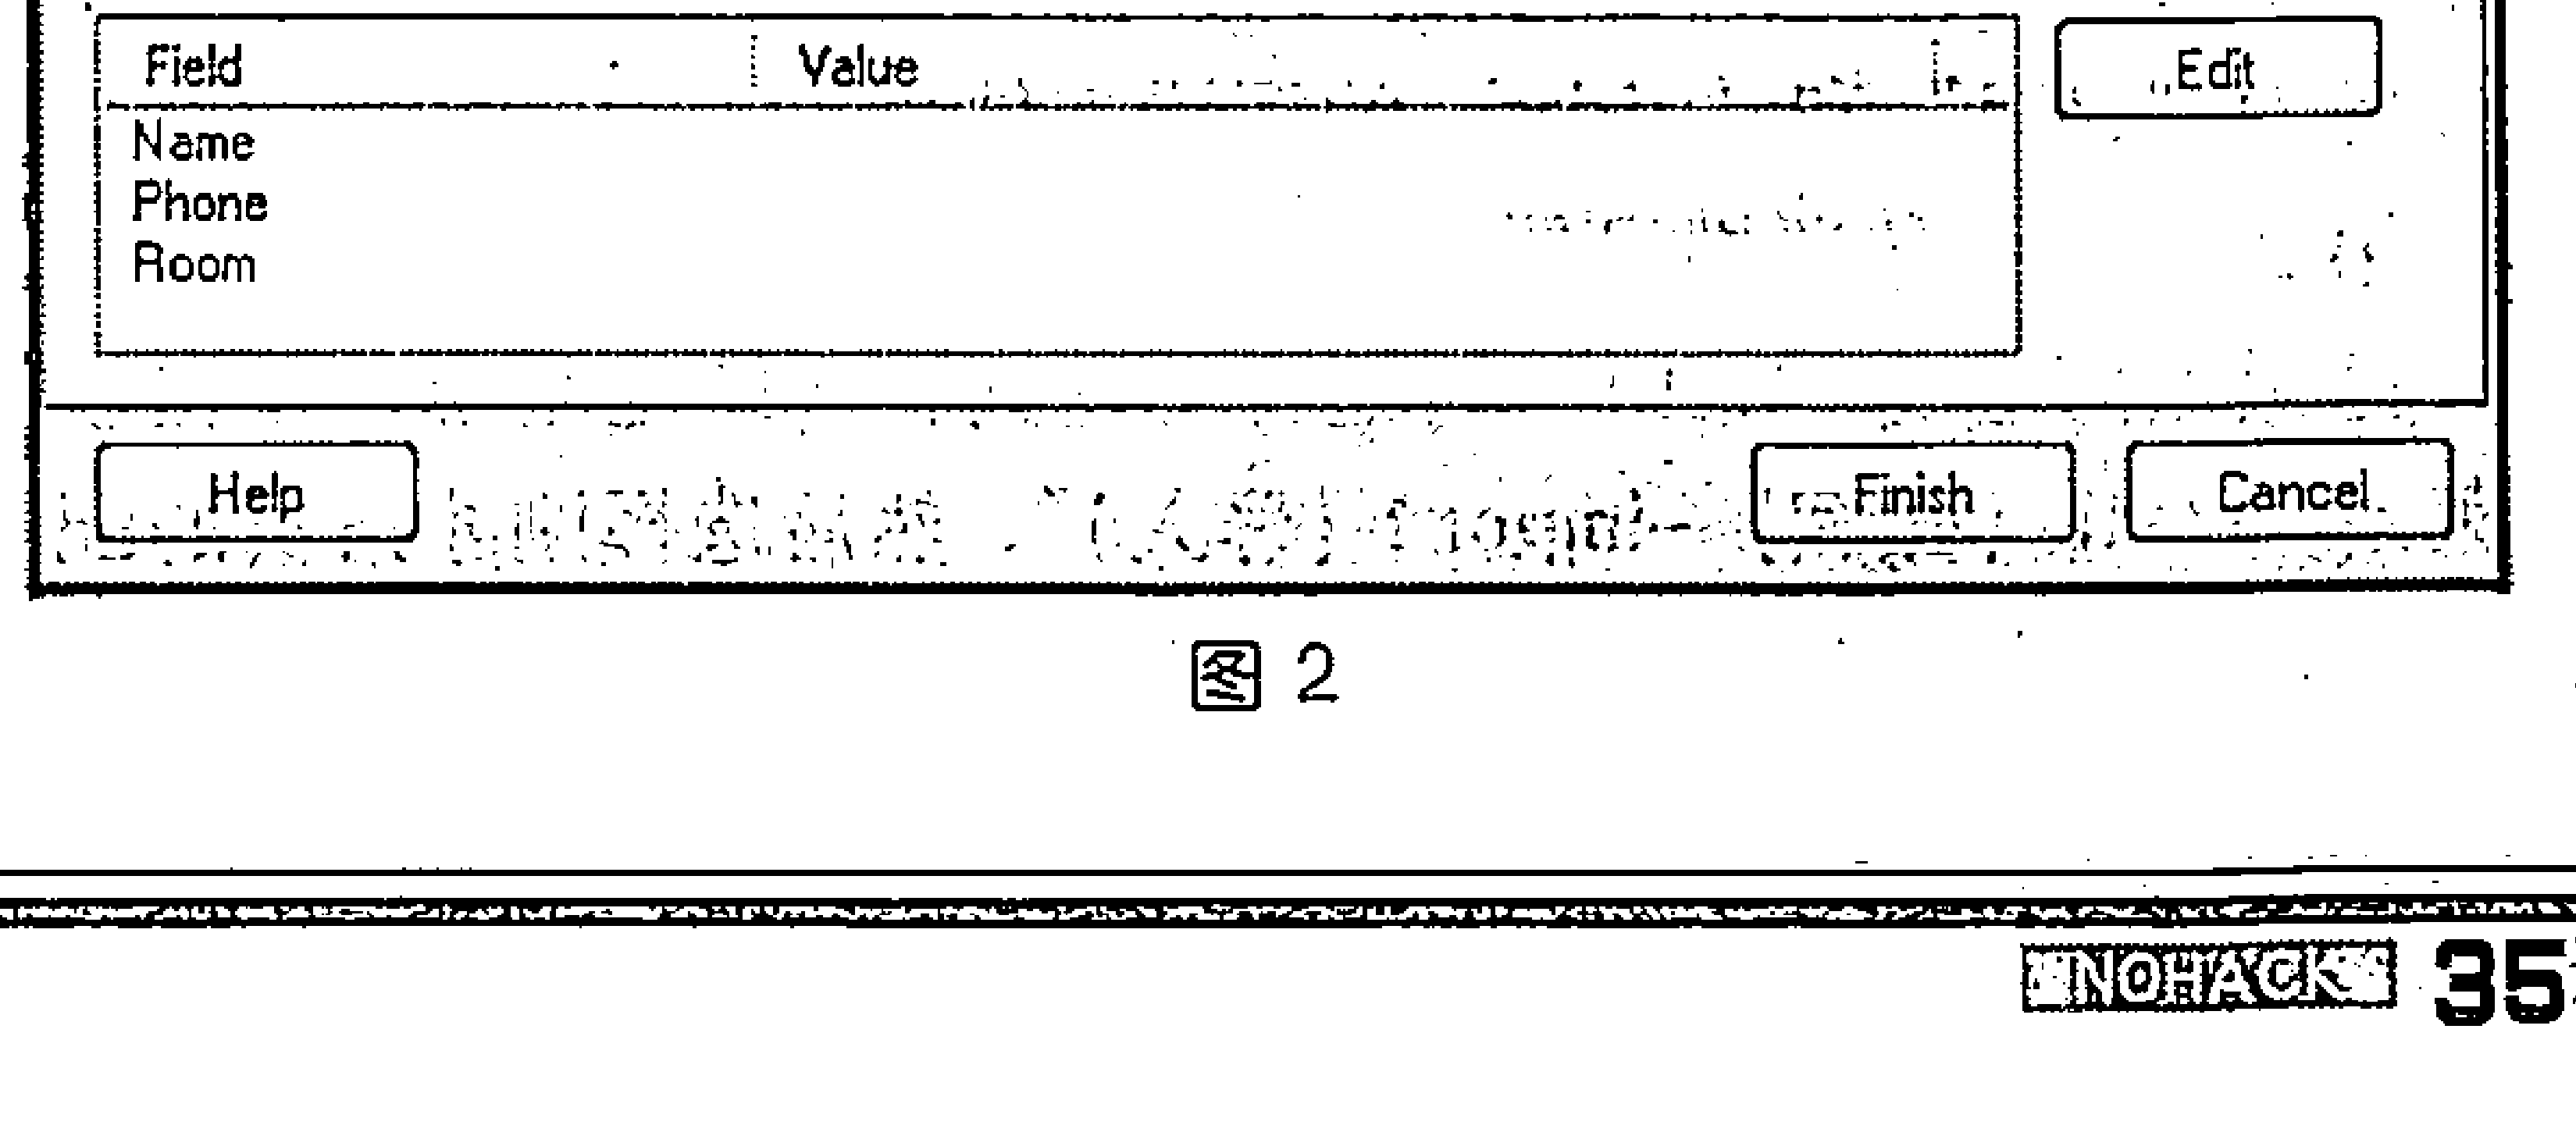 Field Value Edit
Name
Phone
Room
Help Finish Cancel
图 2
NOHACK 35